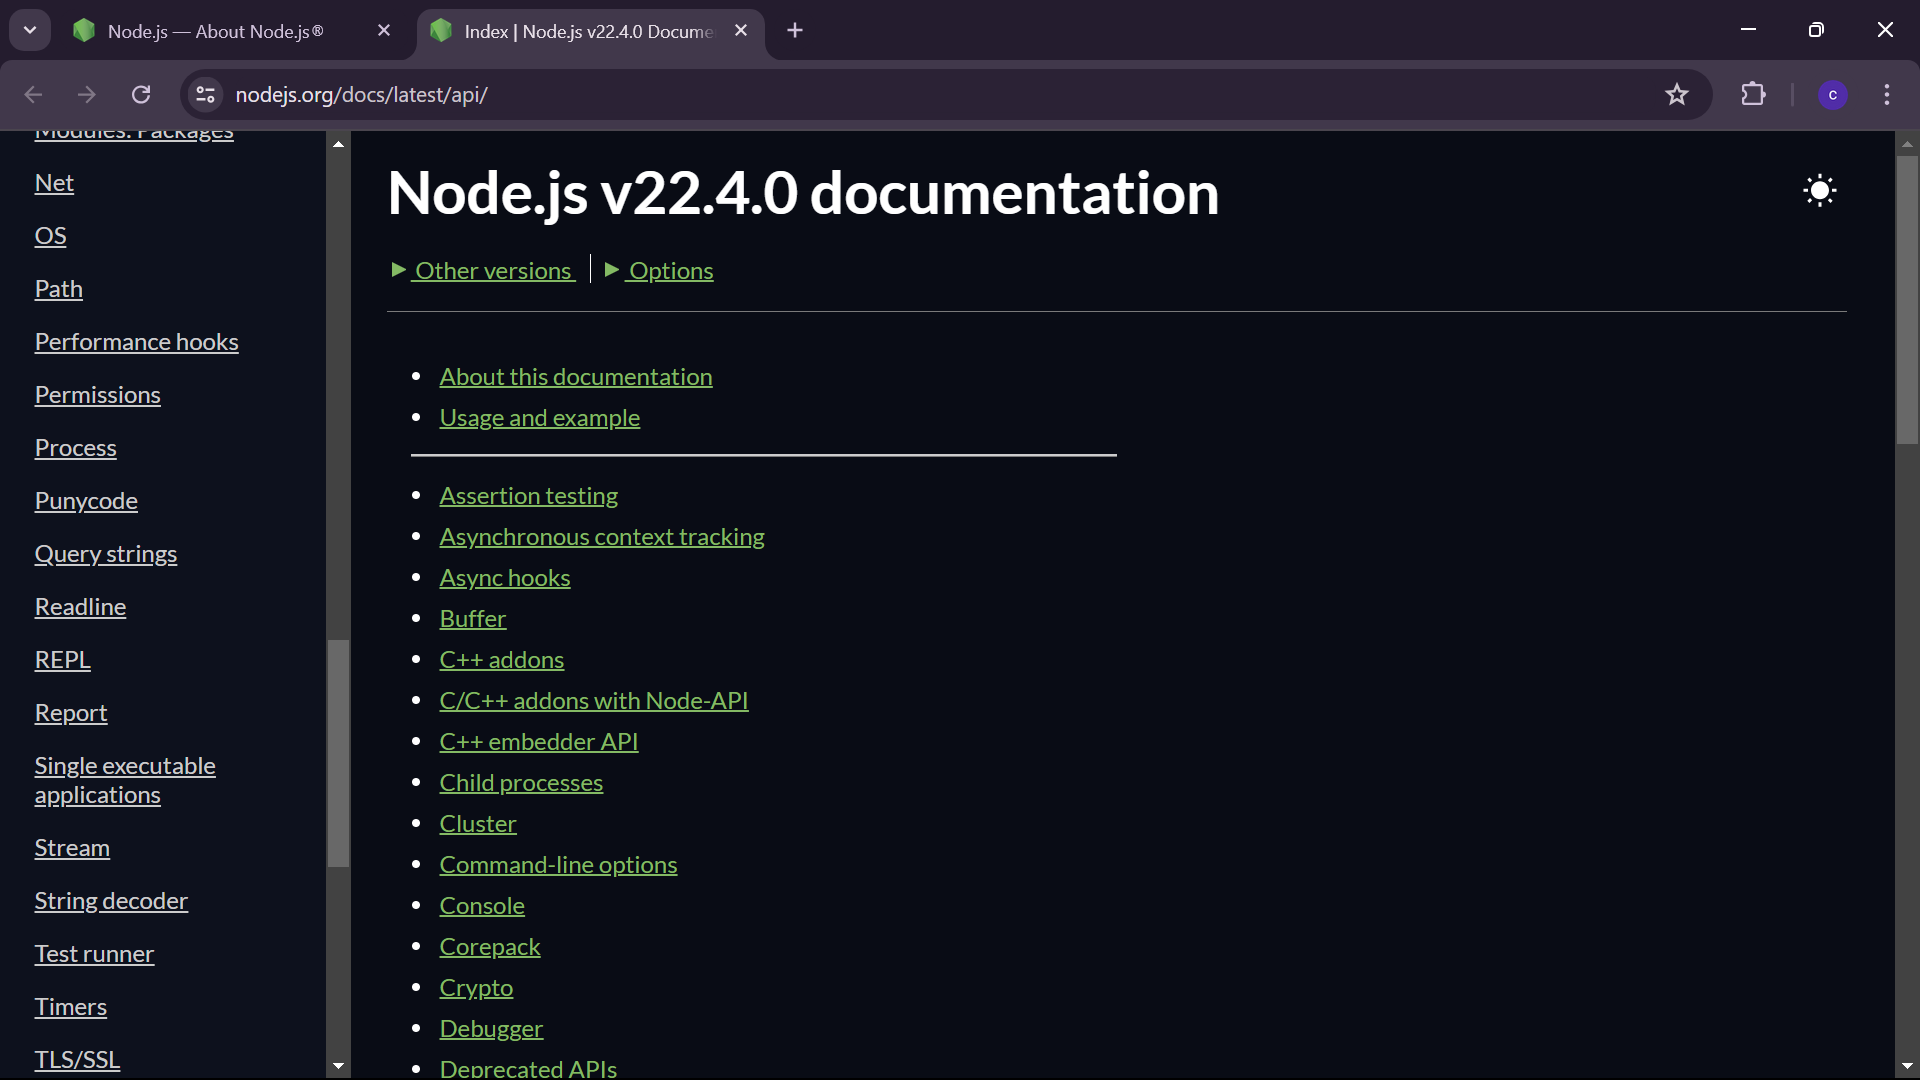 Node.js — About Node.js®
Index | Node.js v22.4.0 Docume
nodejs.org/docs/latest/api/
c
Modules: Packages
Net
OS
Path
Performance hooks
Permissions
Process
Punycode
Query strings
Readline
REPL
Report
Single executable
applications
Stream
String decoder
Test runner
Timers
TLS/SSL
Node.js v22.4.0 documentation
► Other versions
► Options
About this documentation
Usage and example
Assertion testing
Asynchronous context tracking
Async hooks
Buffer
C++ addons
C/C++ addons with Node-API
C++ embedder API
Child processes
Cluster
Command-line options
Console
Corepack
Crypto
Debugger
Deprecated APIs